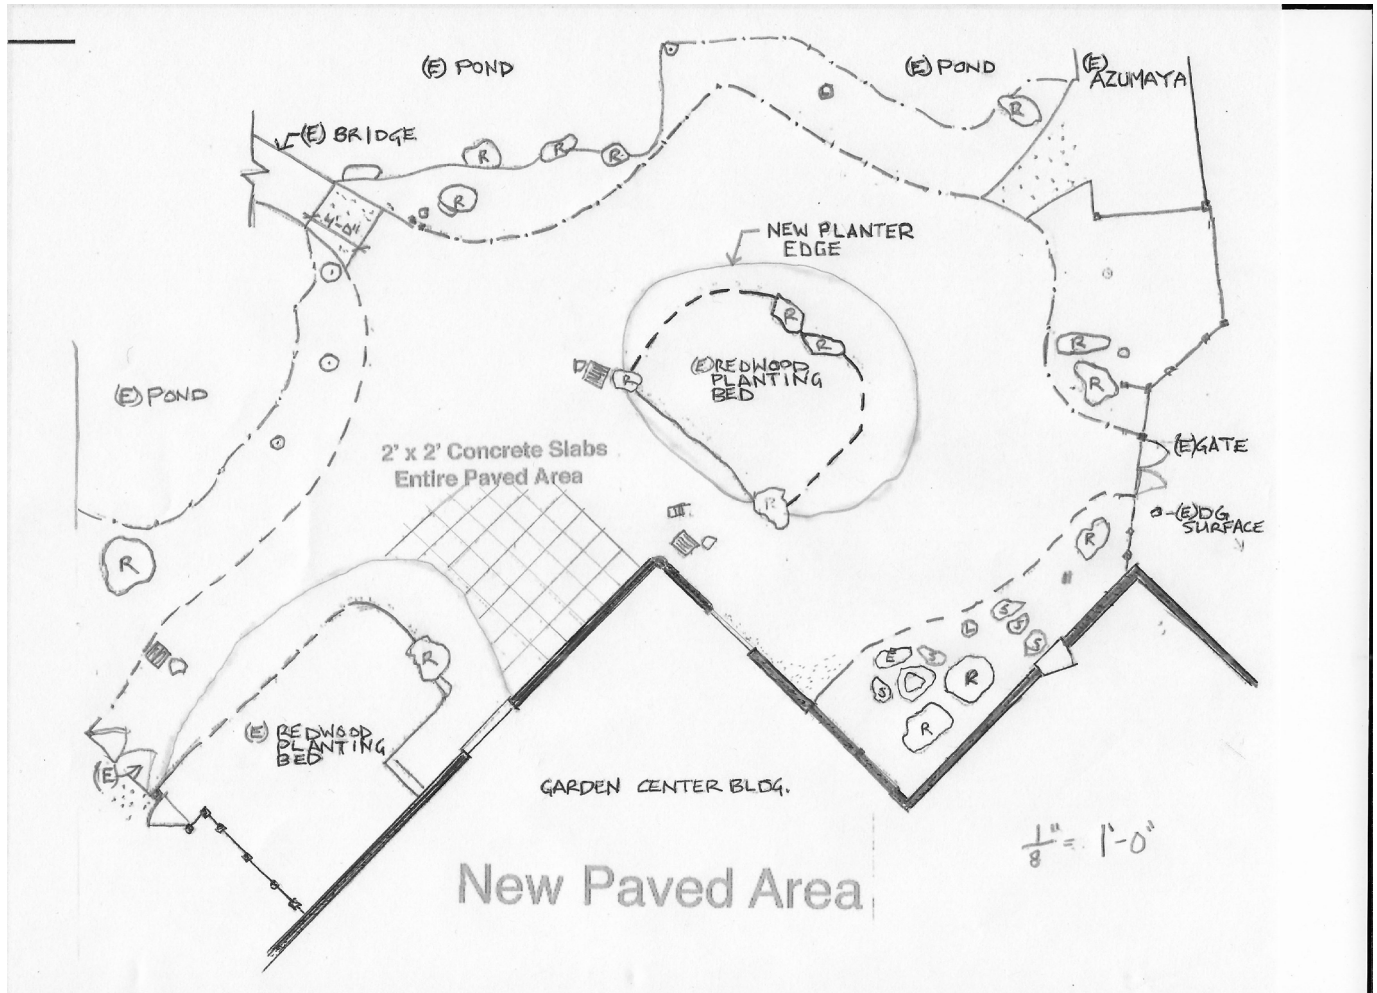 (E) POND
(E) POND
(E)
AZUMAYA
R
(E) BRIDGE
R
R
R
R
4'-0"
NEW PLANTER
EDGE
R
R
R
R
(E) REDWOOD
PLANTING
BED
R
(E) POND
2' x 2' Concrete Slabs
Entire Paved Area
(E) GATE
R
(E) DG
SURFACE
R
R
S
S
L
S
R
E
S
R
S
R
(E) REDWOOD
PLANTING
BED
(E)
GARDEN CENTER BLDG.
1/8" = 1'-0"
New Paved Area